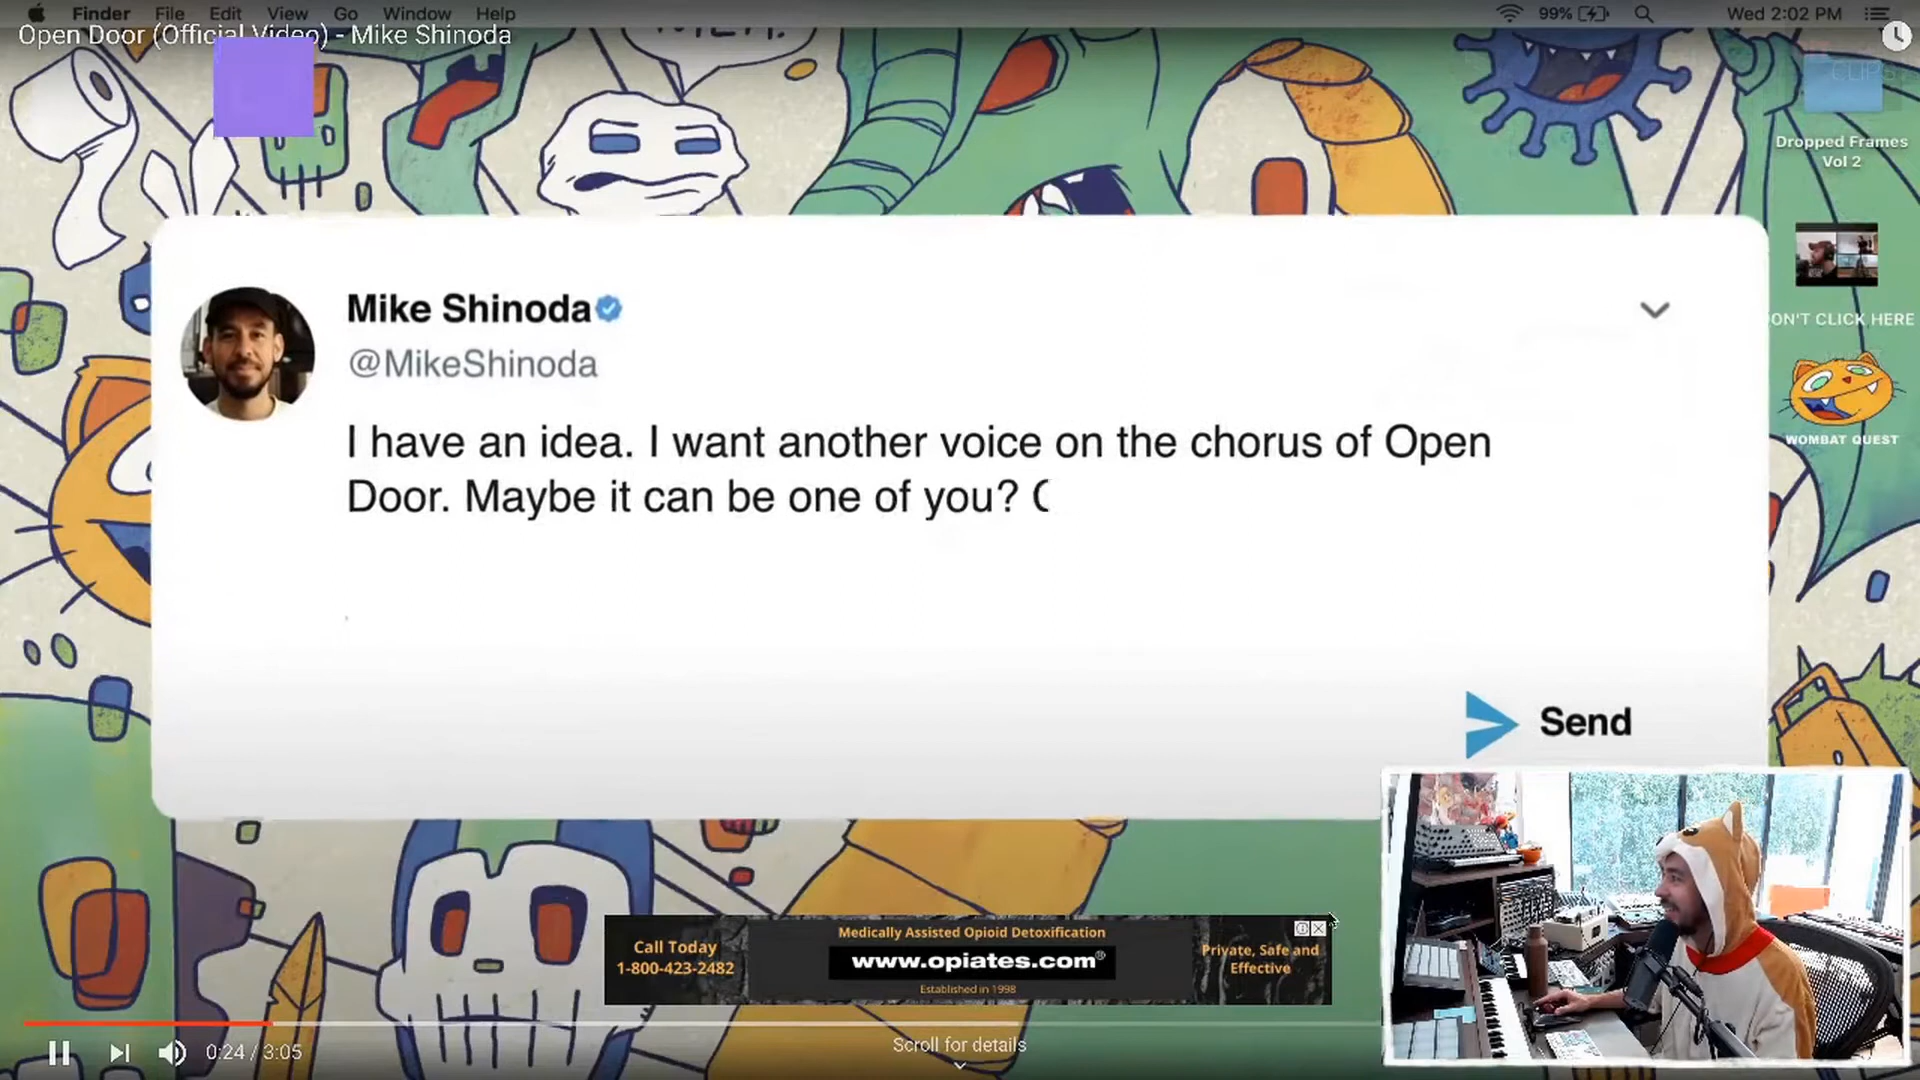 Finder File Edit View Go Window Help
99% Wed 2:02 PM
Open Door (Official Video) - Mike Shinoda
CLIPS
Dropped Frames
Vol 2
Mike Shinoda
@MikeShinoda
I have an idea. I want another voice on the chorus of Open
Door. Maybe it can be one of you? (
ON'T CLICK HERE
WOMBAT QUEST
Send
Call Today
1-800-423-2482
Medically Assisted Opioid Detoxification
www.opiates.com®
Established in 1998
Private, Safe and
Effective
0:24 / 3:05
Scroll for details